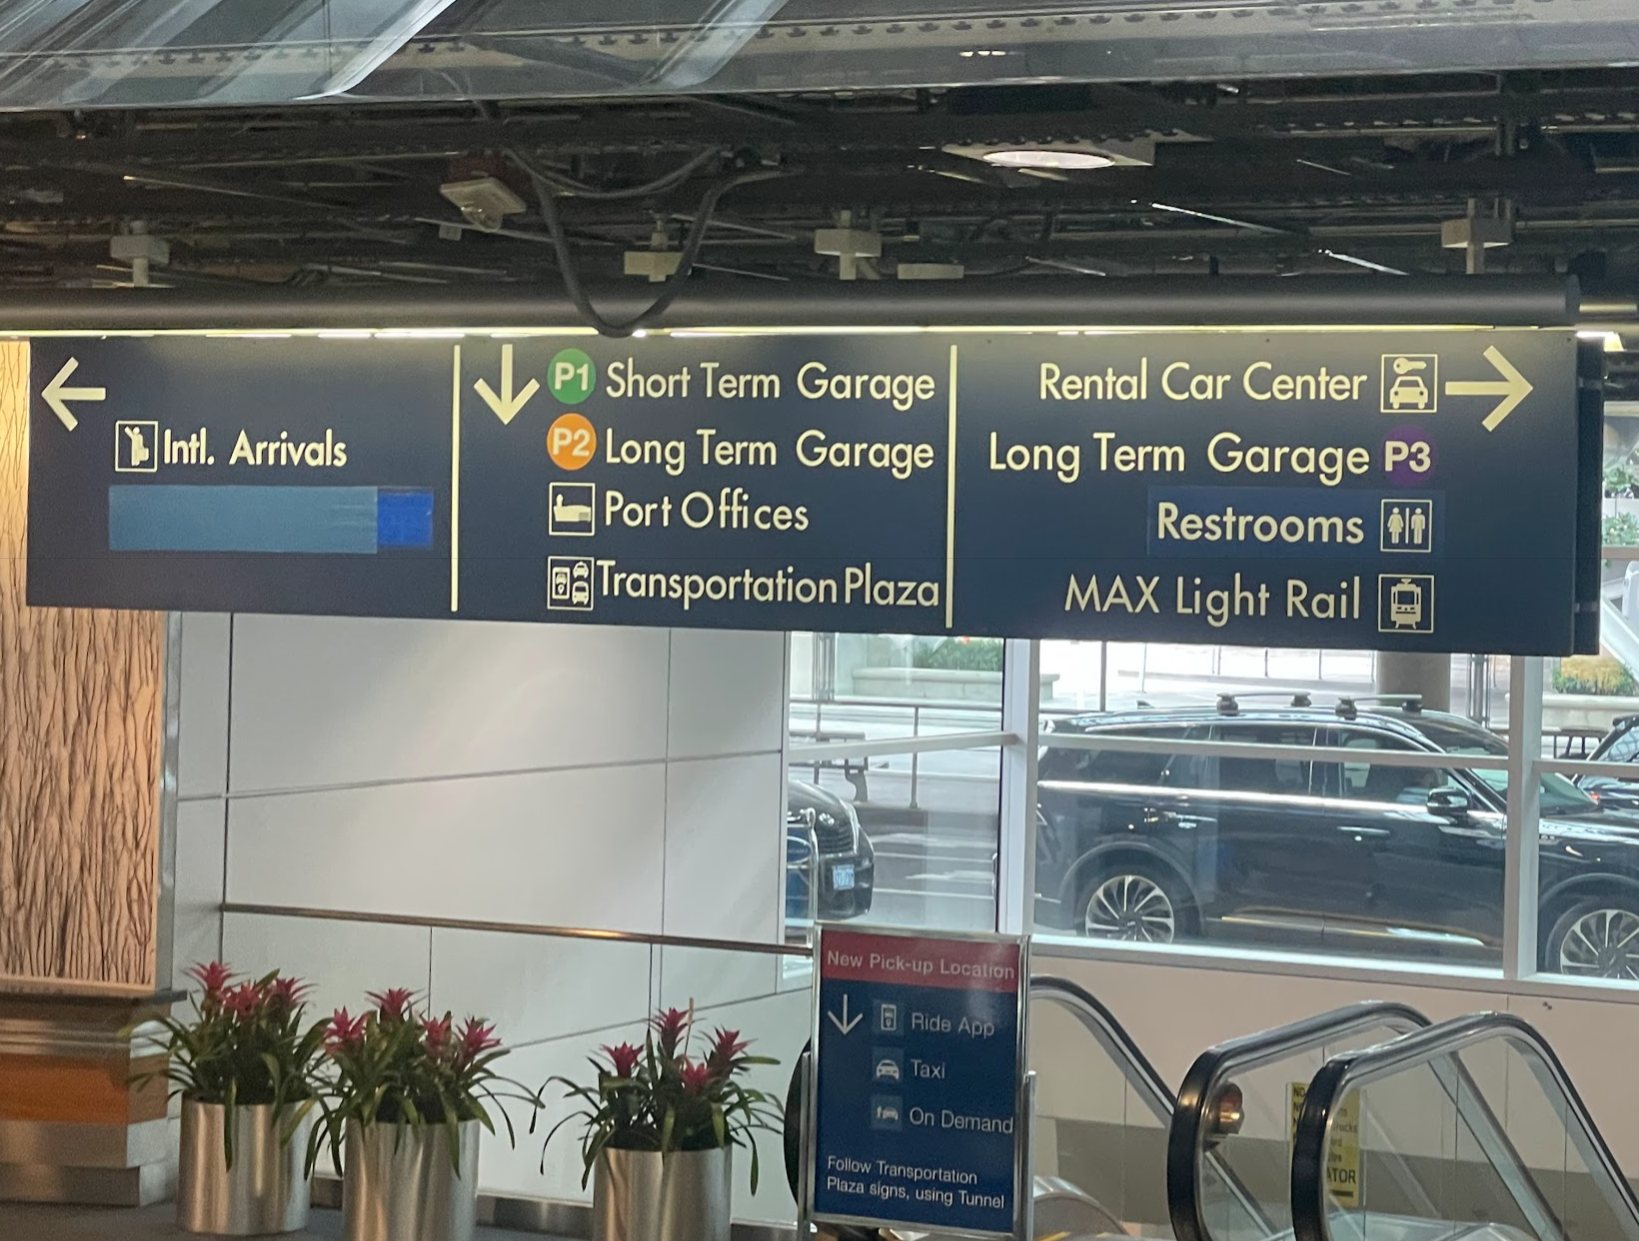 Intl. Arrivals
P1 Short Term Garage
P2 Long Term Garage
Port Offices
Transportation Plaza
Rental Car Center
Long Term Garage P3
Restrooms
MAX Light Rail
New Pick-up Location
Ride App
Taxi
On Demand
Follow Transportation
Plaza signs, using Tunnel
NO